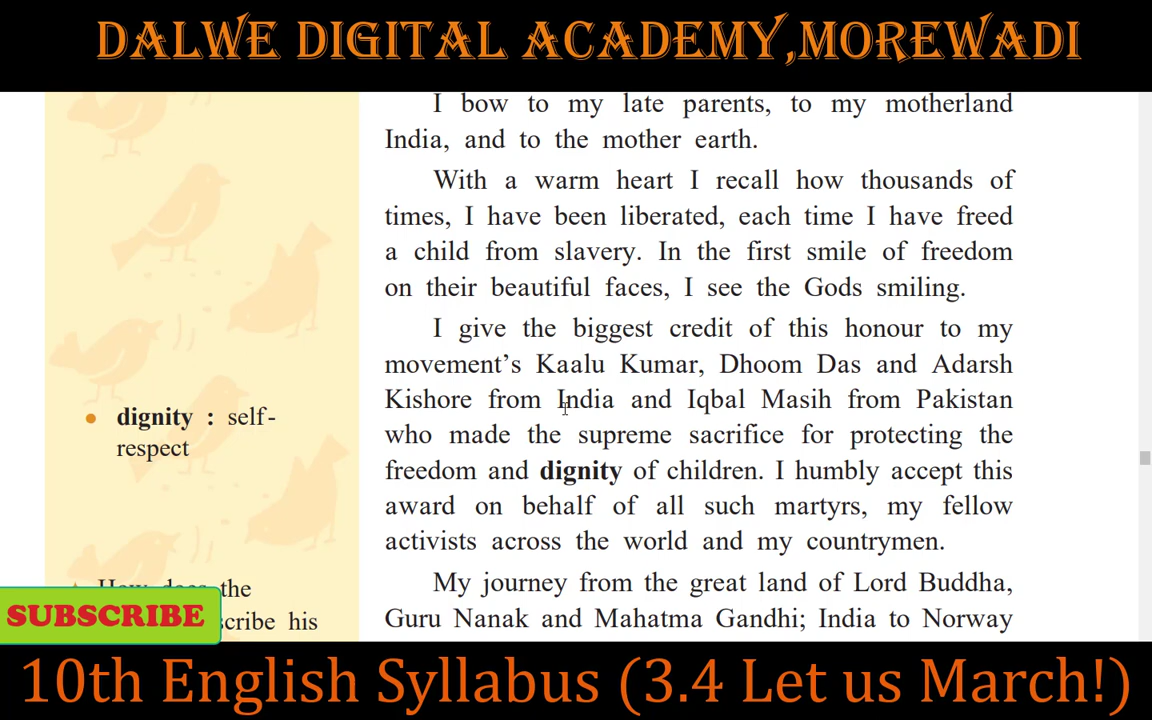 DALWE DIGITAL ACADEMY,MOREWADI
I bow to my late parents, to my motherland
India, and to the mother earth.
With a warm heart I recall how thousands of
times, I have been liberated, each time I have freed
a child from slavery. In the first smile of freedom
on their beautiful faces, I see the Gods smiling.
I give the biggest credit of this honour to my
movement's Kaalu Kumar, Dhoom Das and Adarsh
Kishore from India and Iqbal Masih from Pakistan
who made the supreme sacrifice for protecting the
freedom and dignity of children. I humbly accept this
award on behalf of all such martyrs, my fellow
activists across the world and my countrymen.
My journey from the great land of Lord Buddha,
Guru Nanak and Mahatma Gandhi; India to Norway
• dignity : self-
respect
How does the
his
SUBSCRIBE
10th English Syllabus (3.4 Let us March!)